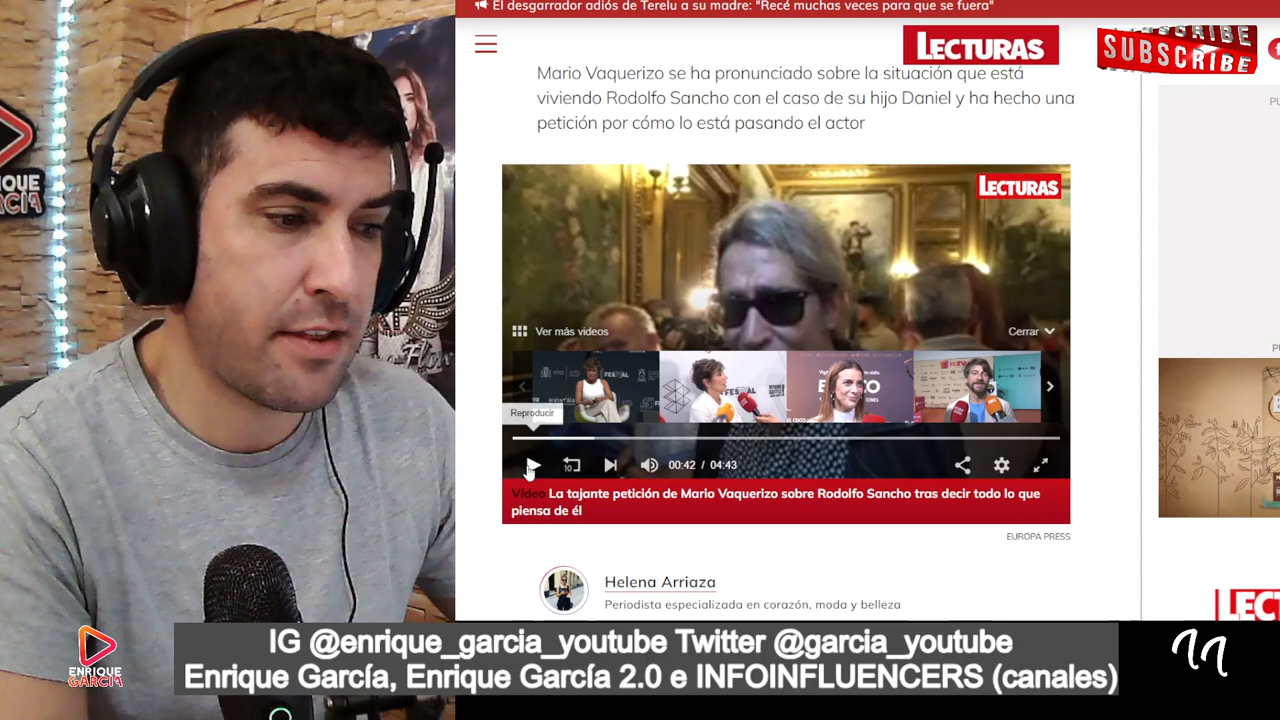 El desgarrador adiós de Terelu a su madre: "Recé muchas veces para que se fuera"
LECTURAS
SUBSCRIBE
Mario Vaquerizo se ha pronunciado sobre la situación que está
viviendo Rodolfo Sancho con el caso de su hijo Daniel y ha hecho una
petición por cómo lo está pasando el actor
LECTURAS
Ver más videos
Cerrar
Reproducir
10
00:42 / 04:43
Vídeo La tajante petición de Mario Vaquerizo sobre Rodolfo Sancho tras decir todo lo que
piensa de él
EUROPA PRESS
Helena Arriaza
Periodista especializada en corazón, moda y belleza
IG @enrique_garcia_youtube Twitter @garcia_youtube
Enrique García, Enrique García 2.0 e INFOINFLUENCERS (canales)
ENRIQUE
GARCÍA